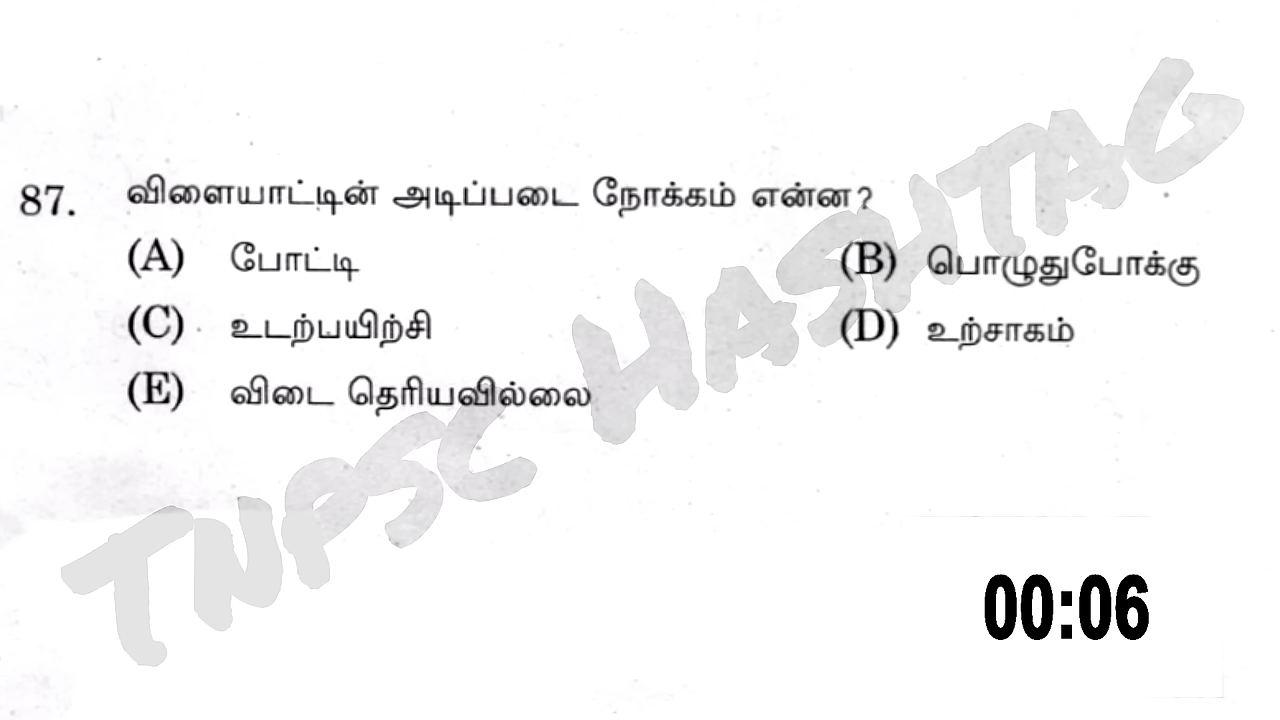 87. விளையாட்டின் அடிப்படை நோக்கம் என்ன?
(A) போட்டி (B) பொழுதுபோக்கு
(C) உடற்பயிற்சி (D) உற்சாகம்
(E) விடை தெரியவில்லை
TNPSC HASHTAG
00:06